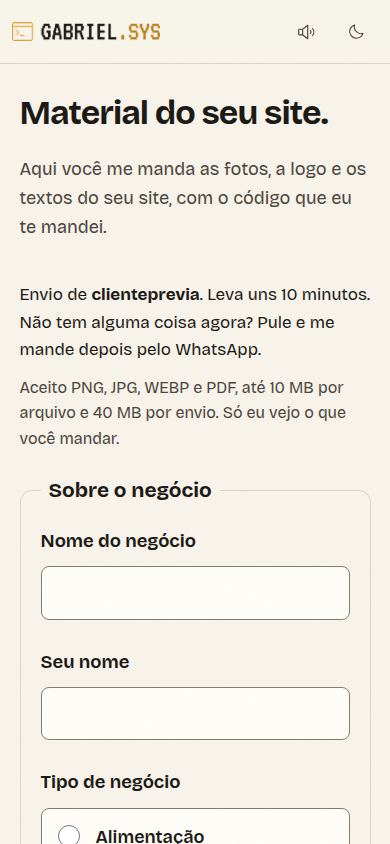 GABRIEL.SYS
Material do seu site.
Aqui você me manda as fotos, a logo e os
textos do seu site, com o código que eu
te mandei.
Envio de clienteprevia. Leva uns 10 minutos.
Não tem alguma coisa agora? Pule e me
mande depois pelo WhatsApp.
Aceito PNG, JPG, WEBP e PDF, até 10 MB por
arquivo e 40 MB por envio. Só eu vejo o que
você mandar.
Sobre o negócio
Nome do negócio
Seu nome
Tipo de negócio
Alimentação